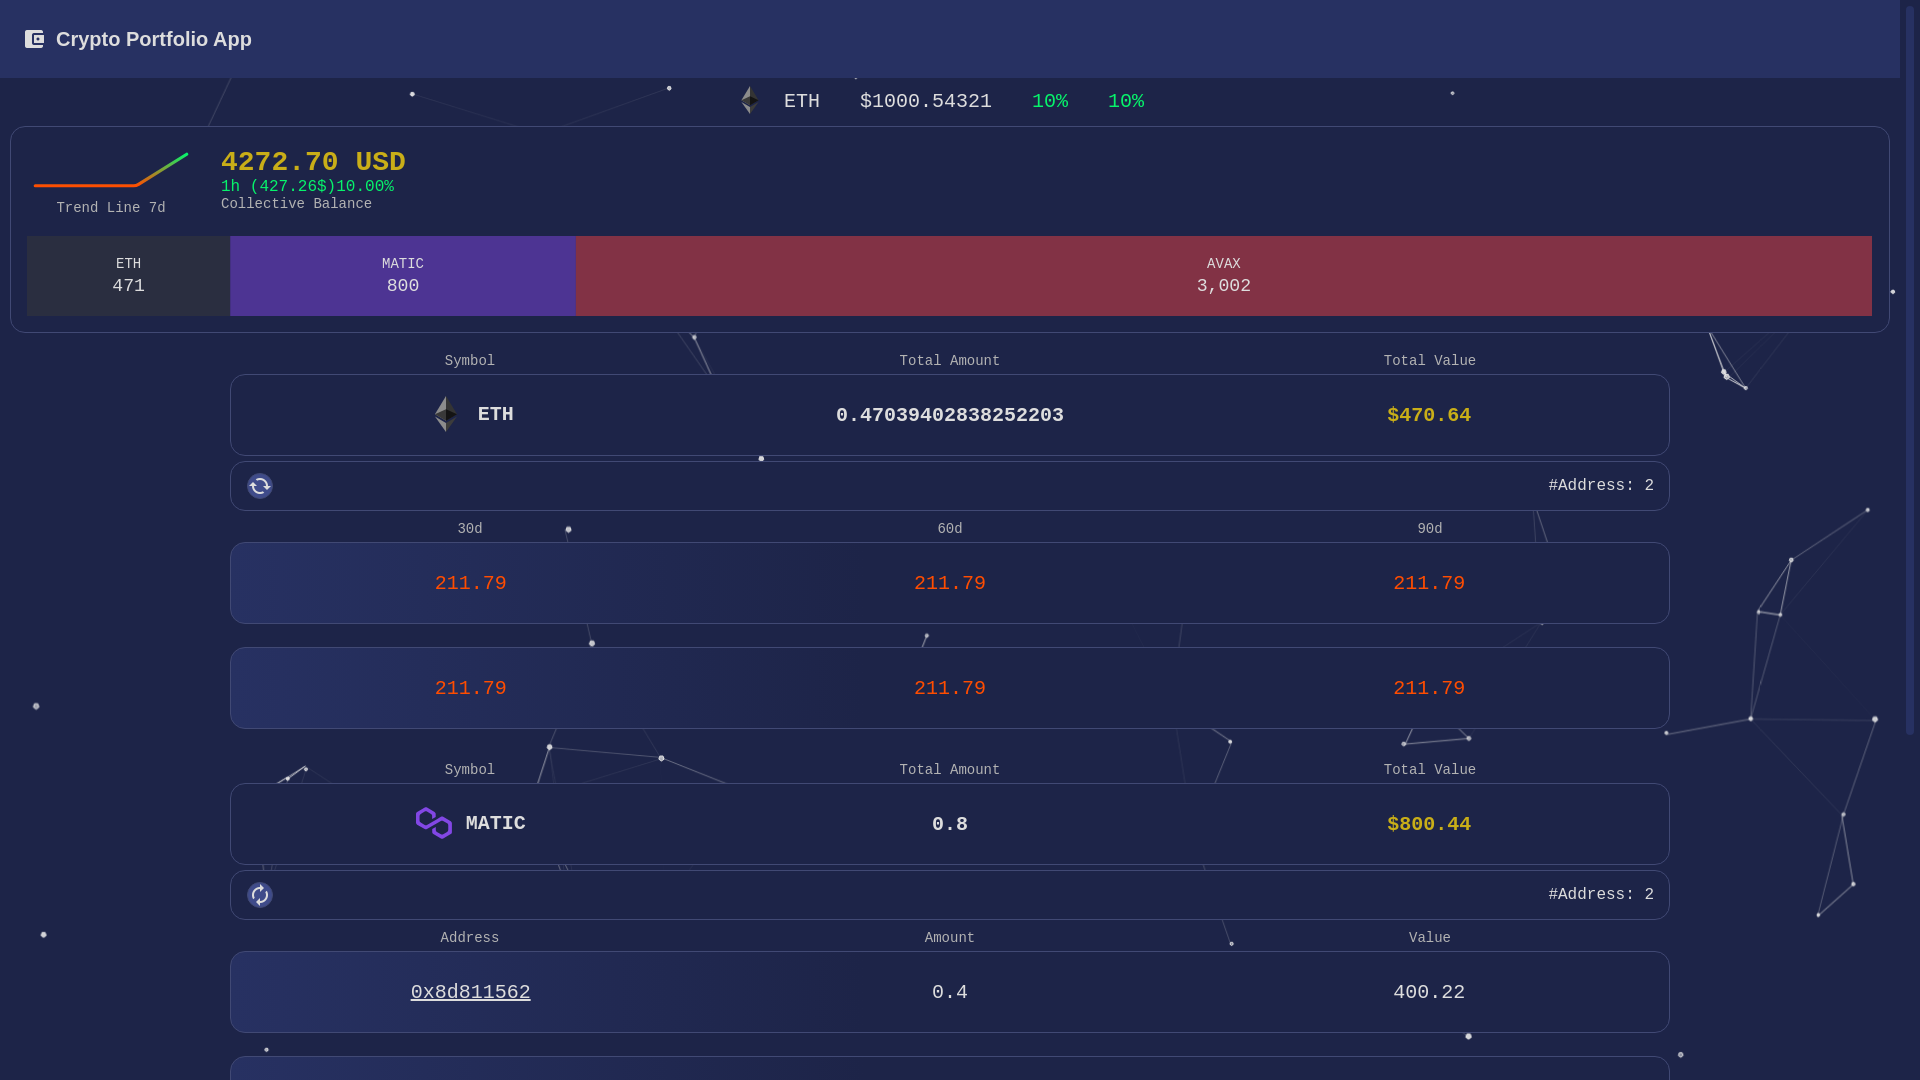 Crypto Portfolio App
ETH $1000.54321 10% 10%
4272.70 USD
1h (427.26$)10.00%
Collective Balance
Trend Line 7d
ETH MATIC AVAX
471 800 3,002
Symbol Total Amount Total Value
ETH 0.47039402838252203 $470.64
#Address: 2
30d 60d 90d
211.79 211.79 211.79
211.79 211.79 211.79
Symbol Total Amount Total Value
MATIC 0.8 $800.44
#Address: 2
Address Amount Value
0x8d811562 0.4 400.22